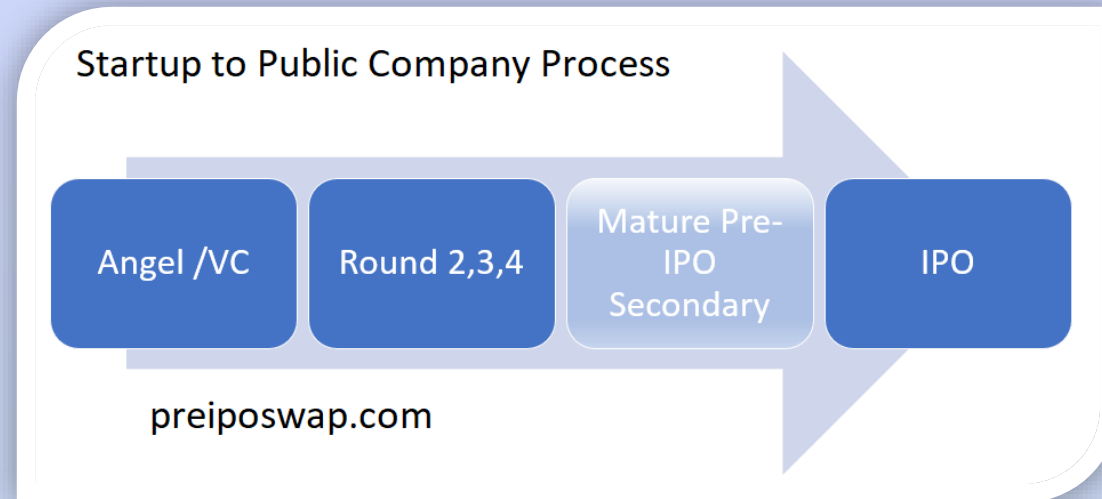 Startup to Public Company Process
Angel /VC
Round 2,3,4
Mature Pre-
IPO
Secondary
IPO
preiposwap.com